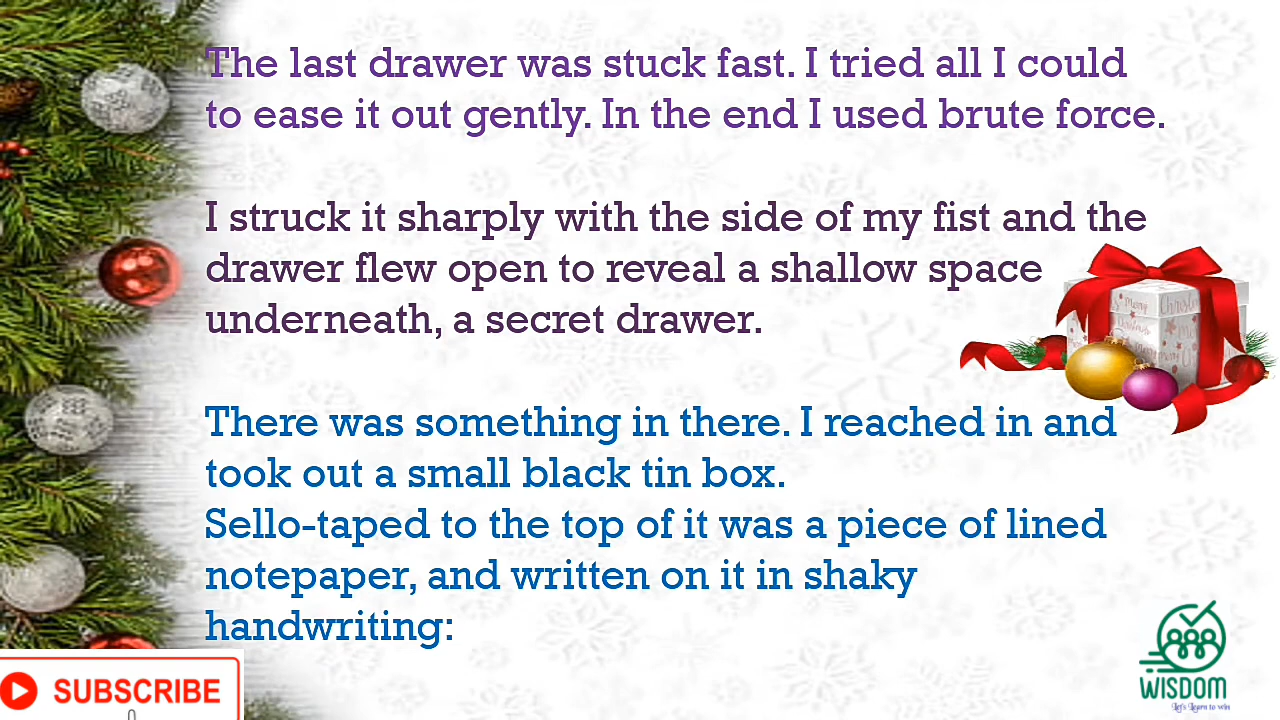 The last drawer was stuck fast. I tried all I could
to ease it out gently. In the end I used brute force.
I struck it sharply with the side of my fist and the
drawer flew open to reveal a shallow space
underneath, a secret drawer.
There was something in there. I reached in and
took out a small black tin box.
Sello-taped to the top of it was a piece of lined
notepaper, and written on it in shaky
handwriting:
SUBSCRIBE
WISDOM
Let's Learn to win